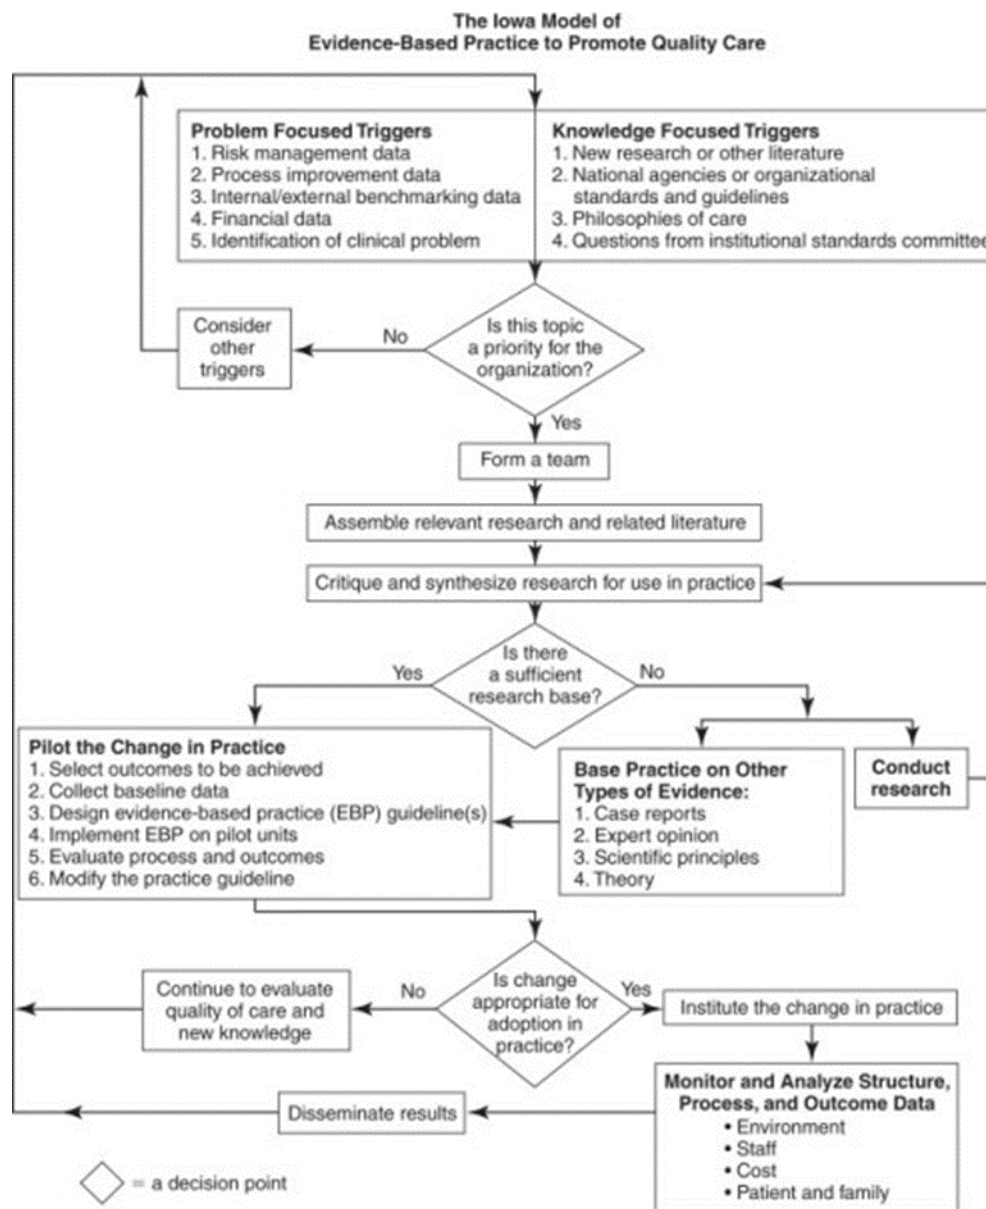 The Iowa Model of
Evidence-Based Practice to Promote Quality Care
Problem Focused Triggers
1. Risk management data
2. Process improvement data
3. Internal/external benchmarking data
4. Financial data
5. Identification of clinical problem
Knowledge Focused Triggers
1. New research or other literature
2. National agencies or organizational
standards and guidelines
3. Philosophies of care
4. Questions from institutional standards committee
Consider
other
triggers
No
Is this topic
a priority for the
organization?
Yes
Form a team
Assemble relevant research and related literature
Critique and synthesize research for use in practice
Yes
Is there
a sufficient
research base?
No
Pilot the Change in Practice
1. Select outcomes to be achieved
2. Collect baseline data
3. Design evidence-based practice (EBP) guideline(s)
4. Implement EBP on pilot units
5. Evaluate process and outcomes
6. Modify the practice guideline
Base Practice on Other
Types of Evidence:
1. Case reports
2. Expert opinion
3. Scientific principles
4. Theory
Conduct
research
Continue to evaluate
quality of care and
new knowledge
No
Is change
appropriate for
adoption in
practice?
Yes
Institute the change in practice
Monitor and Analyze Structure,
Process, and Outcome Data
• Environment
• Staff
• Cost
• Patient and family
Disseminate results
= a decision point